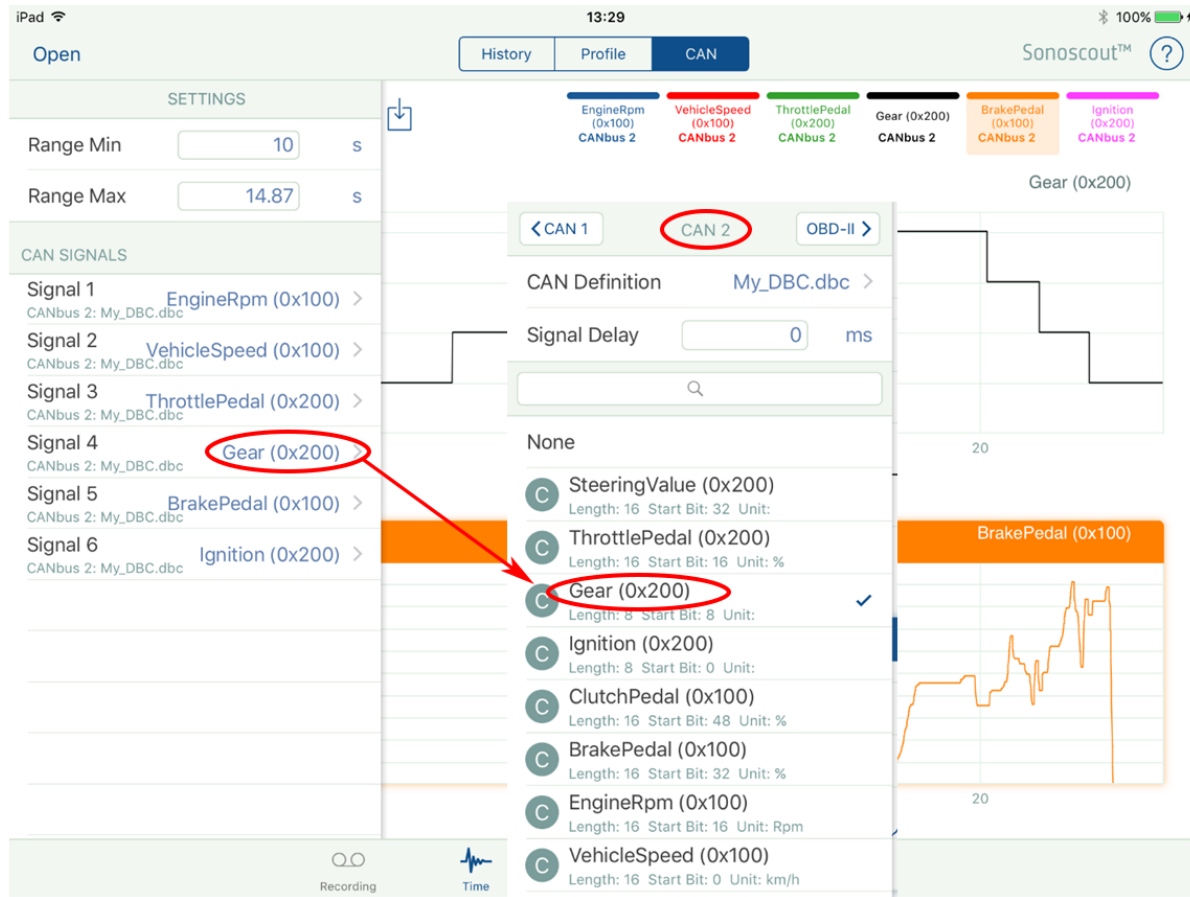 iPad
13:29
100%
Open
History
Profile
CAN
Sonoscout™
?
SETTINGS
Range Min
10
s
Range Max
14.87
s
CAN SIGNALS
Signal 1
EngineRpm (0x100)
CANbus 2: My_DBC.dbc
Signal 2
VehicleSpeed (0x100)
CANbus 2: My_DBC.dbc
Signal 3
ThrottlePedal (0x200)
CANbus 2: My_DBC.dbc
Signal 4
Gear (0x200)
CANbus 2: My_DBC.dbc
Signal 5
BrakePedal (0x100)
CANbus 2: My_DBC.dbc
Signal 6
Ignition (0x200)
CANbus 2: My_DBC.dbc
EngineRpm
(0x100)
CANbus 2
VehicleSpeed
(0x100)
CANbus 2
ThrottlePedal
(0x200)
CANbus 2
Gear (0x200)
CANbus 2
BrakePedal
(0x100)
CANbus 2
Ignition
(0x200)
CANbus 2
Gear (0x200)
20
BrakePedal (0x100)
20
CAN 1
CAN 2
OBD-II
CAN Definition
My_DBC.dbc
Signal Delay
0
ms
None
C
SteeringValue (0x200)
Length: 16 Start Bit: 32 Unit:
C
ThrottlePedal (0x200)
Length: 16 Start Bit: 16 Unit: %
C
Gear (0x200)
Length: 8 Start Bit: 8 Unit:
C
Ignition (0x200)
Length: 8 Start Bit: 0 Unit:
C
ClutchPedal (0x100)
Length: 16 Start Bit: 48 Unit: %
C
BrakePedal (0x100)
Length: 16 Start Bit: 32 Unit: %
C
EngineRpm (0x100)
Length: 16 Start Bit: 16 Unit: Rpm
C
VehicleSpeed (0x100)
Length: 16 Start Bit: 0 Unit: km/h
Recording
Time